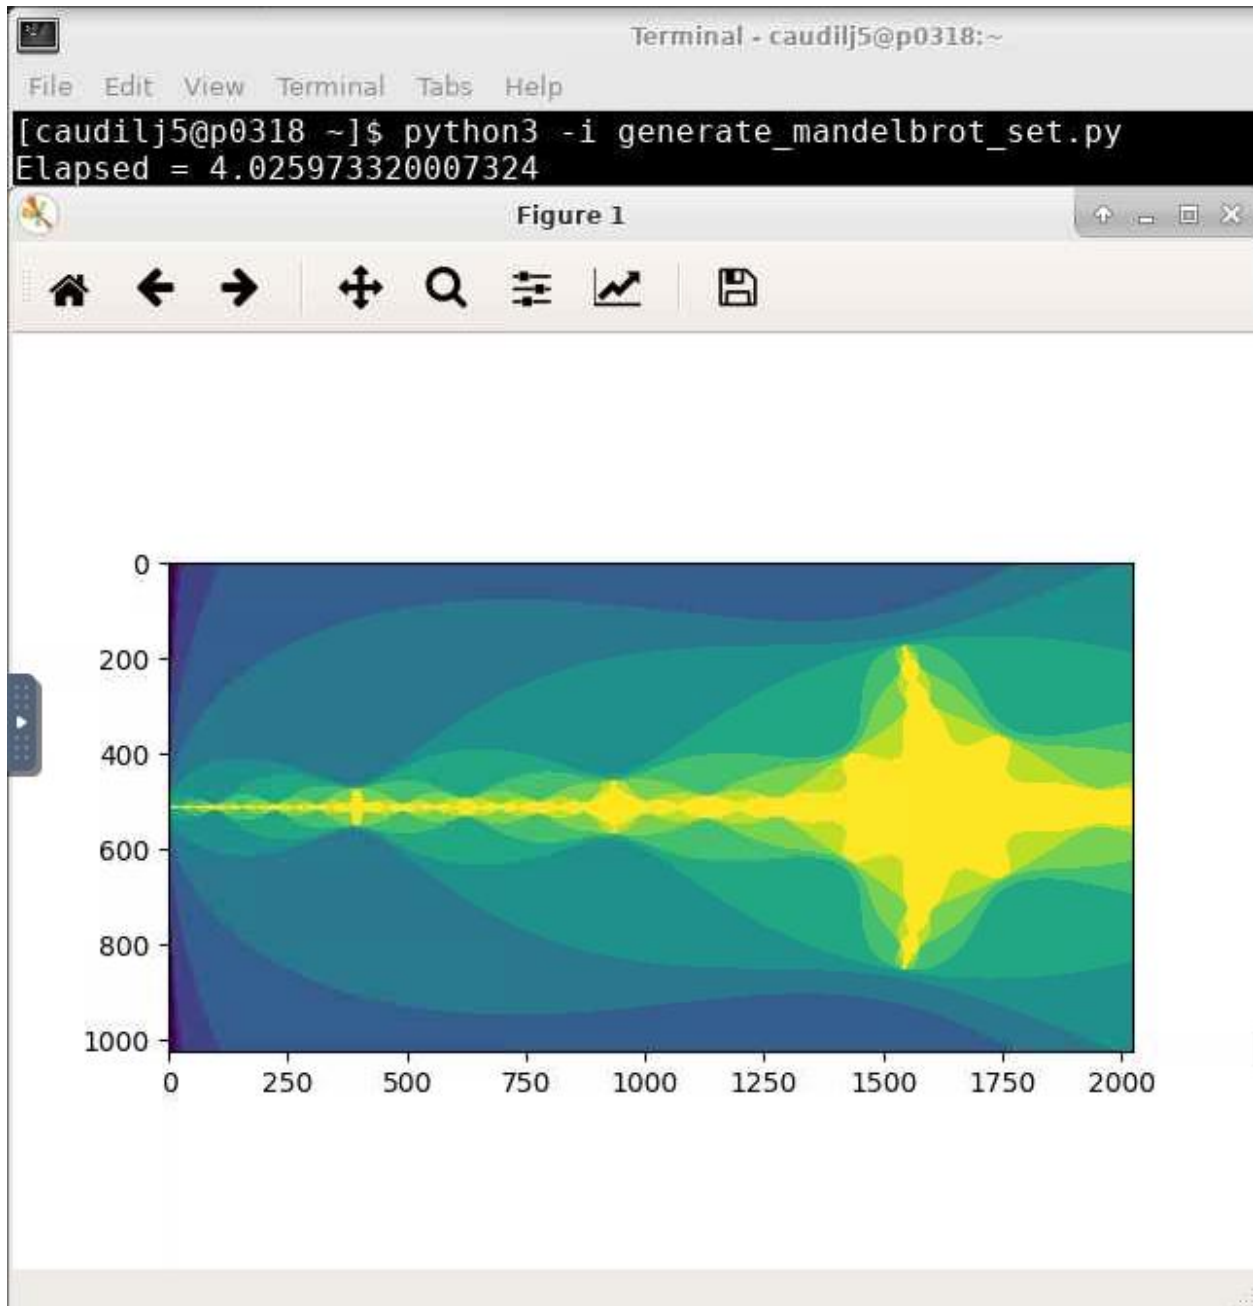 Terminal - caudilj5@p0318:~
File Edit View Terminal Tabs Help
[caudilj5@p0318 ~]$ python3 -i generate_mandelbrot_set.py
Elapsed = 4.025973320007324
Figure 1
0
200
400
600
800
1000
0 250 500 750 1000 1250 1500 1750 2000